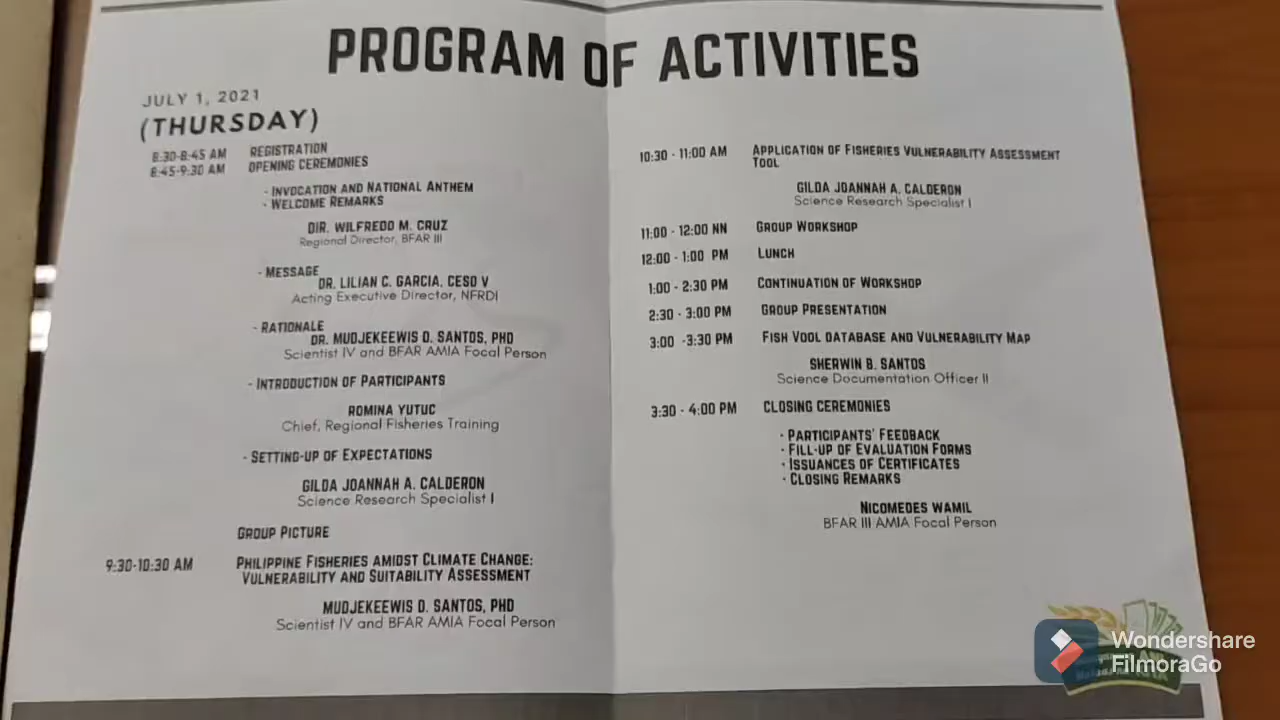 PROGRAM OF ACTIVITIES
JULY 1, 2021
(THURSDAY)
8:30-8:45 AM REGISTRATION
8:45-9:30 AM OPENING CEREMONIES
- INVOCATION AND NATIONAL ANTHEM
- WELCOME REMARKS
DIR. WILFREDO M. CRUZ
Regional Director, BFAR III
- MESSAGE
DR. LILIAN C. GARCIA, CESO V
Acting Executive Director, NFRDI
- RATIONALE
DR. MUDJEKEEWIS D. SANTOS, PHD
Scientist IV and BFAR AMIA Focal Person
- INTRODUCTION OF PARTICIPANTS
ROMINA YUTUC
Chief, Regional Fisheries Training
- SETTING-UP OF EXPECTATIONS
GILDA JOANNAH A. CALDERON
Science Research Specialist I
GROUP PICTURE
9:30-10:30 AM PHILIPPINE FISHERIES AMIDST CLIMATE CHANGE:
VULNERABILITY AND SUITABILITY ASSESSMENT
MUDJEKEEWIS D. SANTOS, PHD
Scientist IV and BFAR AMIA Focal Person
10:30 - 11:00 AM APPLICATION OF FISHERIES VULNERABILITY ASSESSMENT
TOOL
GILDA JOANNAH A. CALDERON
Science Research Specialist I
11:00 - 12:00 NN GROUP WORKSHOP
12:00 - 1:00 PM LUNCH
1:00 - 2:30 PM CONTINUATION OF WORKSHOP
2:30 - 3:00 PM GROUP PRESENTATION
3:00 -3:30 PM FISH VOOL DATABASE AND VULNERABILITY MAP
SHERWIN B. SANTOS
Science Documentation Officer II
3:30 - 4:00 PM CLOSING CEREMONIES
- PARTICIPANTS' FEEDBACK
- FILL-UP OF EVALUATION FORMS
- ISSUANCES OF CERTIFICATES
- CLOSING REMARKS
NICOMEDES WAMIL
BFAR III AMIA Focal Person
Wondershare
FilmoraGo